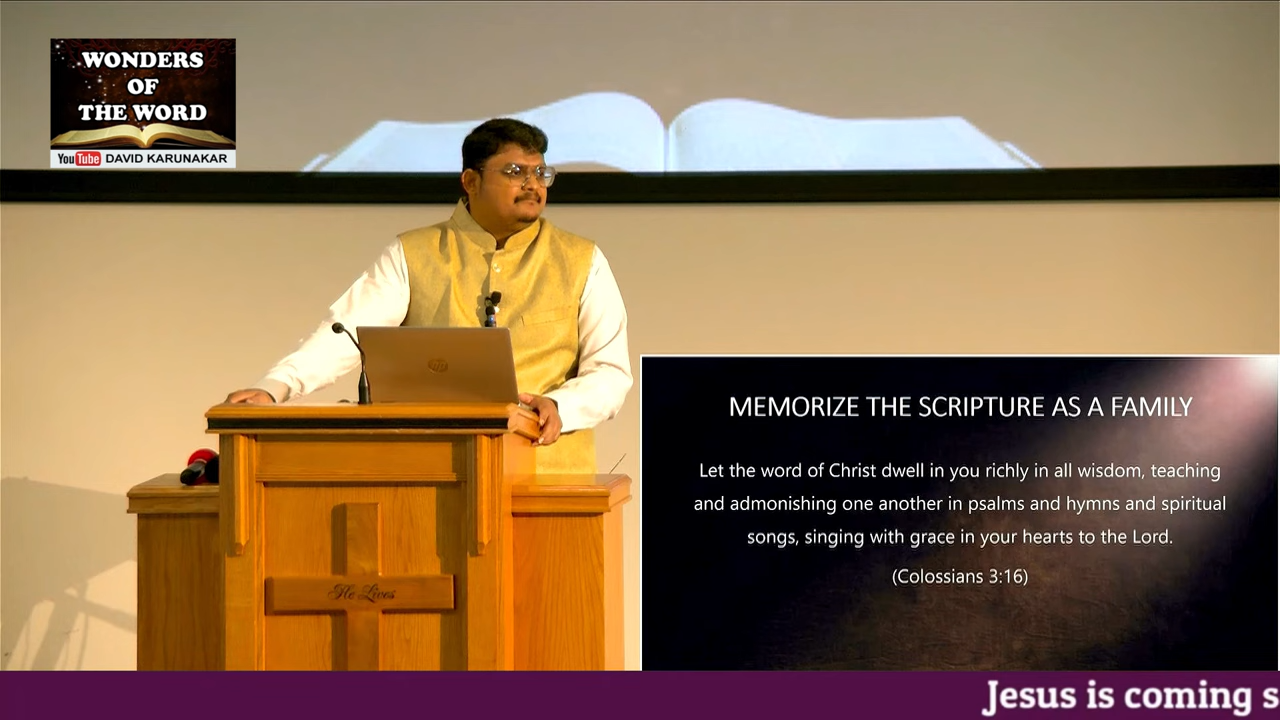 WONDERS
OF
THE WORD
YouTube DAVID KARUNAKAR
hp
MEMORIZE THE SCRIPTURE AS A FAMILY
Let the word of Christ dwell in you richly in all wisdom, teaching
and admonishing one another in psalms and hymns and spiritual
songs, singing with grace in your hearts to the Lord.
(Colossians 3:16)
He Lives
Jesus is coming s